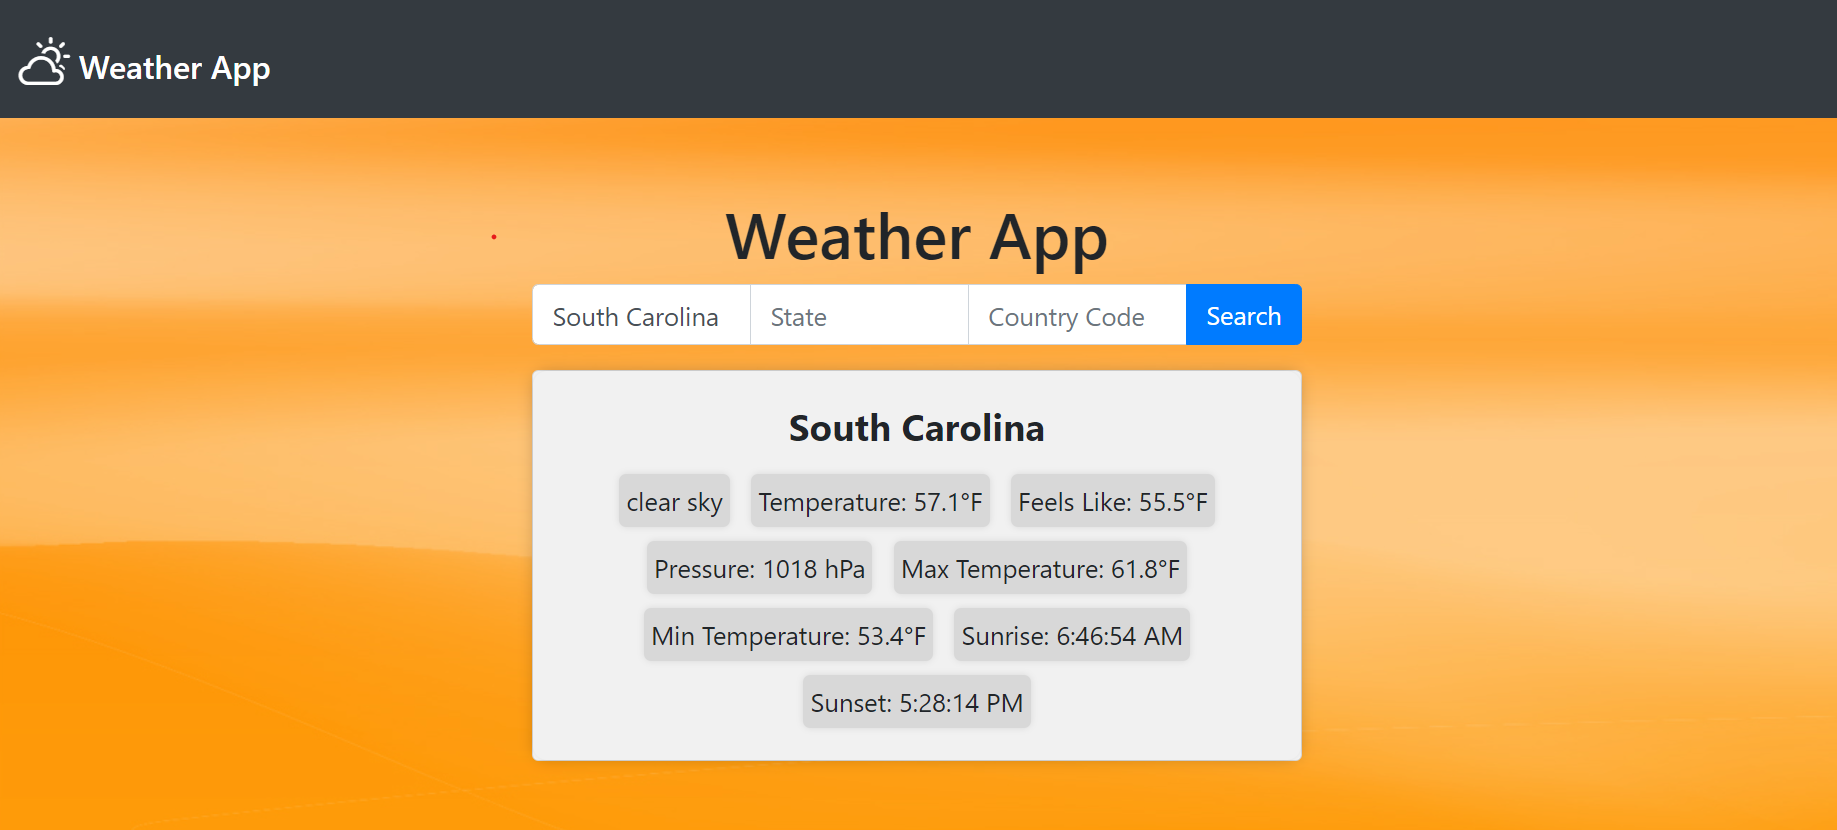 Weather App
Weather App
South Carolina State Country Code Search
South Carolina
clear sky Temperature: 57.1°F Feels Like: 55.5°F
Pressure: 1018 hPa Max Temperature: 61.8°F
Min Temperature: 53.4°F Sunrise: 6:46:54 AM
Sunset: 5:28:14 PM